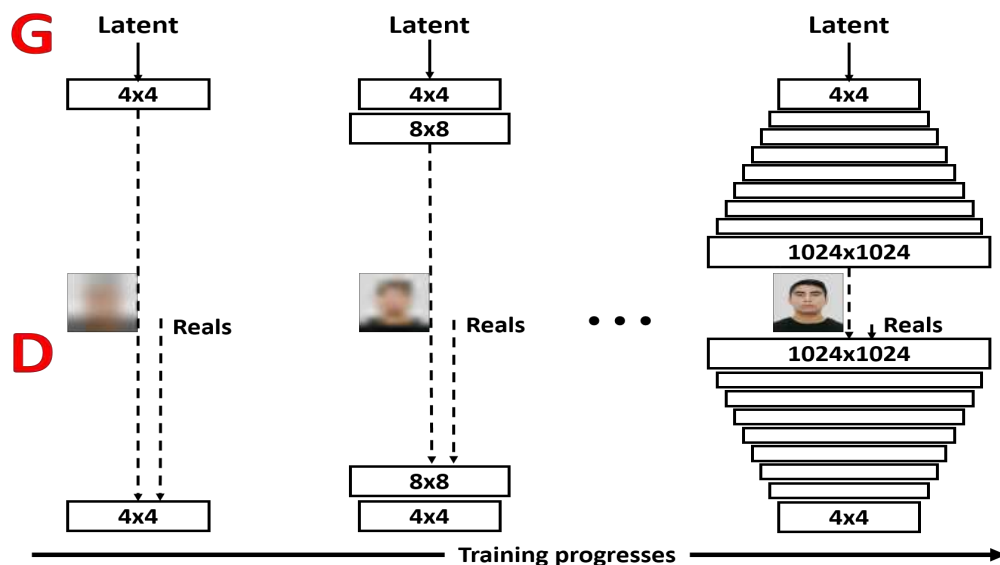 G
Latent
Latent
Latent
4x4
4x4
4x4
8x8
1024x1024
Reals
Reals
Reals
D
1024x1024
8x8
4x4
4x4
4x4
Training progresses